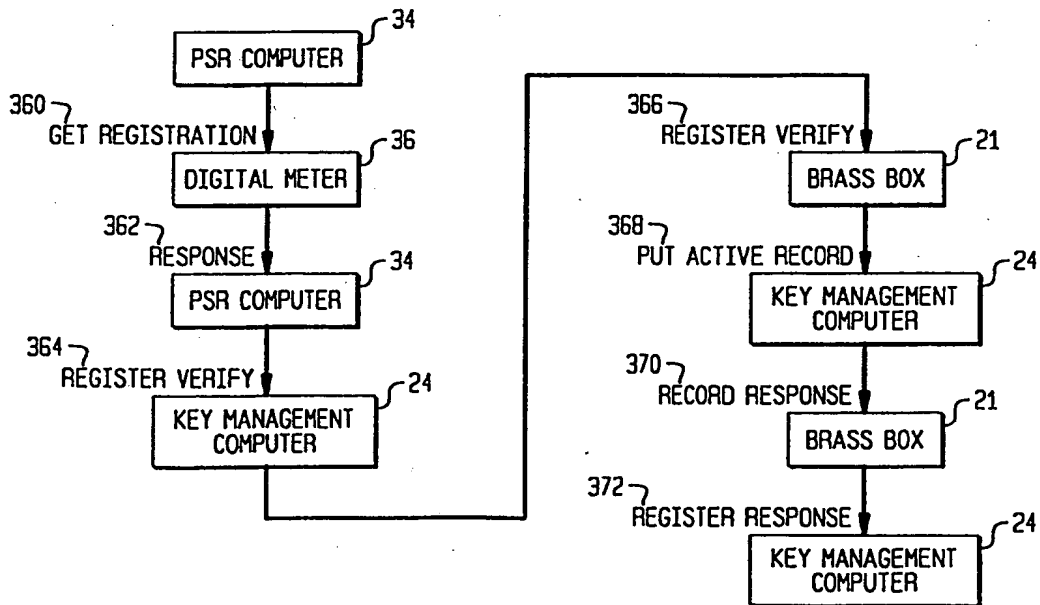 34
PSR COMPUTER
360
GET REGISTRATION
36
DIGITAL METER
362
RESPONSE
34
PSR COMPUTER
364
REGISTER VERIFY
24
KEY MANAGEMENT
COMPUTER
366
REGISTER VERIFY
21
BRASS BOX
368
PUT ACTIVE RECORD
24
KEY MANAGEMENT
COMPUTER
370
RECORD RESPONSE
21
BRASS BOX
372
REGISTER RESPONSE
24
KEY MANAGEMENT
COMPUTER